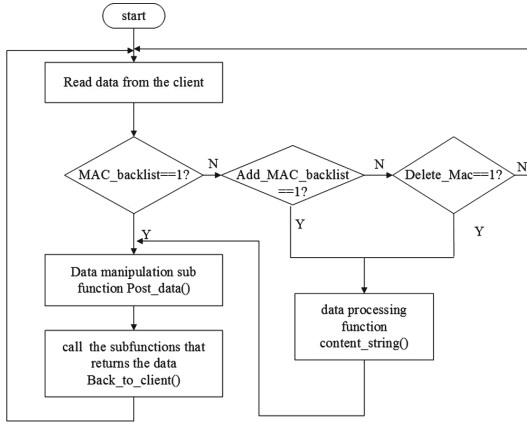 start
Read data from the client
MAC_backlist==1?
N
Add_MAC_backlist
==1?
N
Delete_Mac==1?
N
Y
Y
Y
Data manipulation sub
function Post_data()
data processing
function
content_string()
call the subfunctions that
returns the data
Back_to_client()